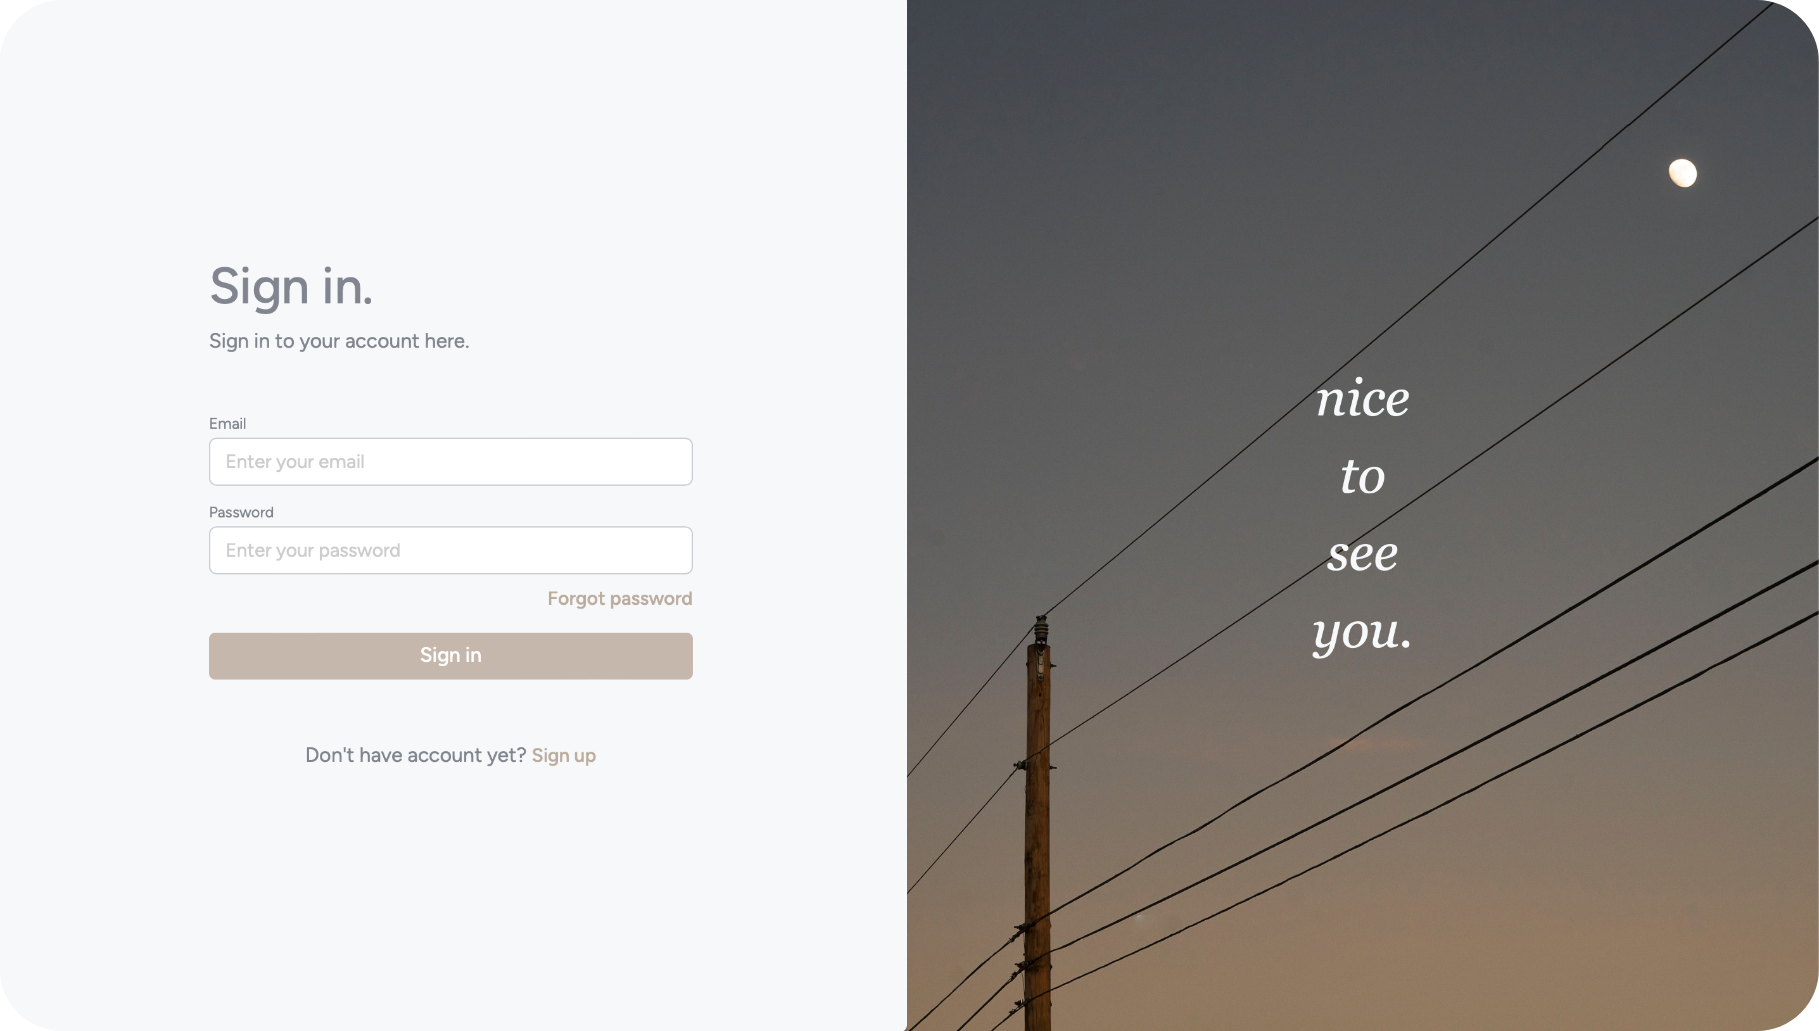 Sign in.
Sign in to your account here.
Email
Enter your email
Password
Enter your password
Forgot password
Sign in
Don't have account yet? Sign up
nice
to
see
you.